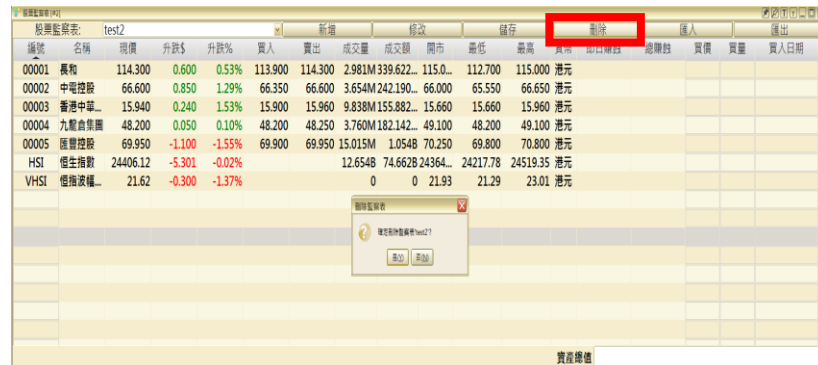 股票監察表 [#2]
股票監察表: test2 新增 修改 儲存 刪除 匯入 匯出
編號 名稱 現價 升跌$ 升跌% 買入 賣出 成交量 成交額 開市 最低 最高 貨幣 即日賺蝕 總賺蝕 買價 買量 買入日期
00001 長和 114.300 0.600 0.53% 113.900 114.300 2.981M 339.622... 115.0... 112.700 115.000 港元
00002 中電控股 66.600 0.850 1.29% 66.350 66.600 3.654M 242.190... 66.000 65.550 66.650 港元
00003 香港中華... 15.940 0.240 1.53% 15.900 15.960 9.838M 155.882... 15.660 15.660 15.960 港元
00004 九龍倉集團 48.200 0.050 0.10% 48.200 48.250 3.760M 182.142... 49.100 48.200 49.100 港元
00005 匯豐控股 69.950 -1.100 -1.55% 69.900 69.950 15.015M 1.054B 70.250 69.800 70.800 港元
HSI 恒生指數 24406.12 -5.301 -0.02% 12.654B 74.662B 24364... 24217.78 24519.35 港元
VHSI 恒指波幅... 21.62 -0.300 -1.37% 0 0 21.93 21.29 23.01 港元
刪除監察表
確定刪除監察表'test2'?
是(Y) 否(N)
資產總值